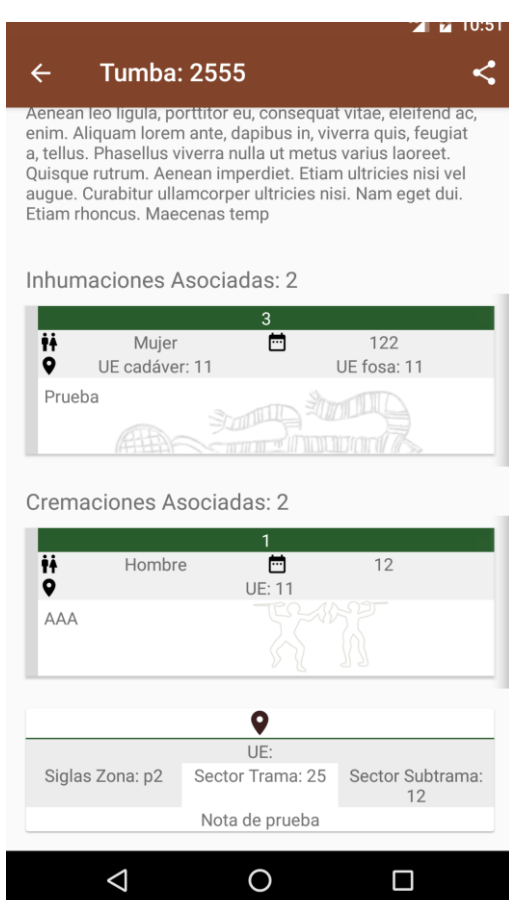 10:51
Tumba: 2555
Aenean leo ligula, porttitor eu, consequat vitae, eleifend ac,
enim. Aliquam lorem ante, dapibus in, viverra quis, feugiat
a, tellus. Phasellus viverra nulla ut metus varius laoreet.
Quisque rutrum. Aenean imperdiet. Etiam ultricies nisi vel
augue. Curabitur ullamcorper ultricies nisi. Nam eget dui.
Etiam rhoncus. Maecenas temp
Inhumaciones Asociadas: 2
3
Mujer 122
UE cadáver: 11 UE fosa: 11
Prueba
Cremaciones Asociadas: 2
1
Hombre 12
UE: 11
AAA
UE:
Siglas Zona: p2 Sector Trama: 25 Sector Subtrama:
12
Nota de prueba